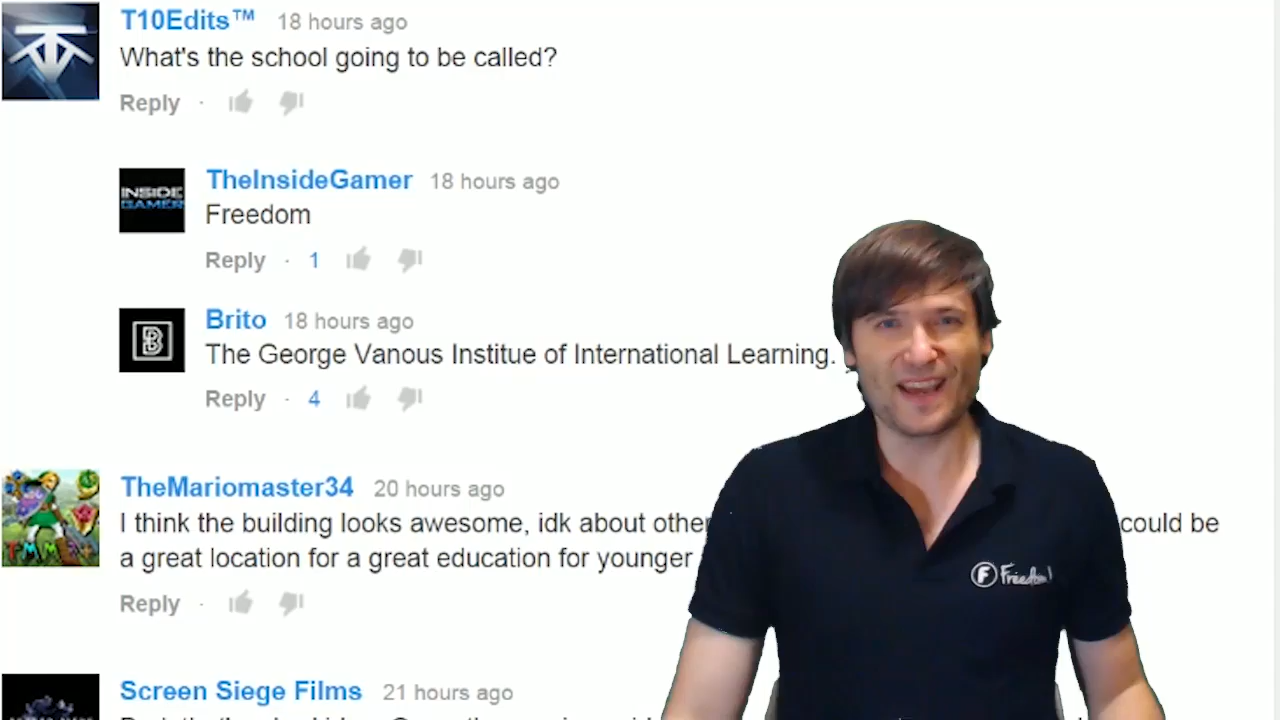 T10Edits™ 18 hours ago
What's the school going to be called?
Reply ·
INSIDE
GAMER
TheInsideGamer 18 hours ago
Freedom
Reply · 1
B
Brito 18 hours ago
The George Vanous Institue of International Learning.
Reply · 4
TMM34
TheMariomaster34 20 hours ago
I think the building looks awesome, idk about other could be
a great location for a great education for younger
Reply ·
F Freedom!
Screen Siege Films 21 hours ago